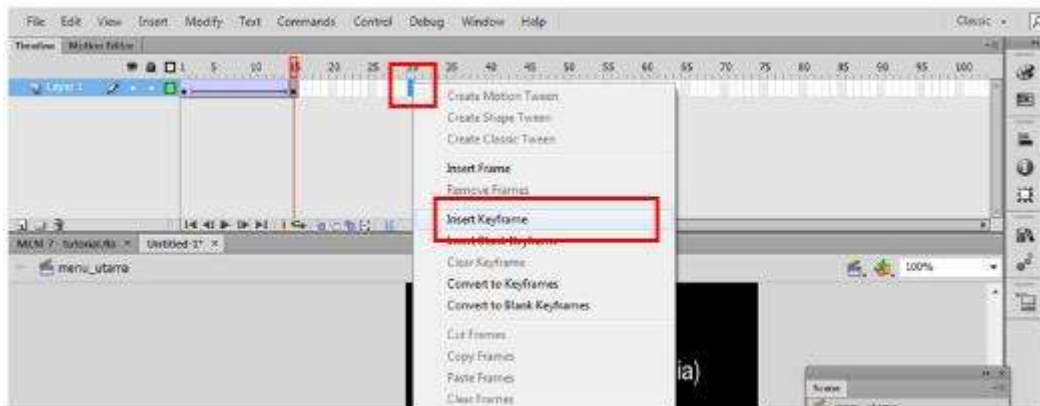 File Edit View Insert Modify Text Commands Control Debug Window Help Classic
Timeline Motion Editor
1 5 10 15 20 25 30 35 40 45 50 55 60 65 70 75 80 85 90 95 100
Layer 1
Create Motion Tween
Create Shape Tween
Create Classic Tween
Insert Frame
Remove Frames
Insert Keyframe
Insert Blank Keyframe
Clear Keyframe
Convert to Keyframes
Convert to Blank Keyframes
Cut Frames
Copy Frames
Paste Frames
Clear Frames
tutorial.fla Untitled-1*
menu_utama 100%
ia)
Scene
menu_utama